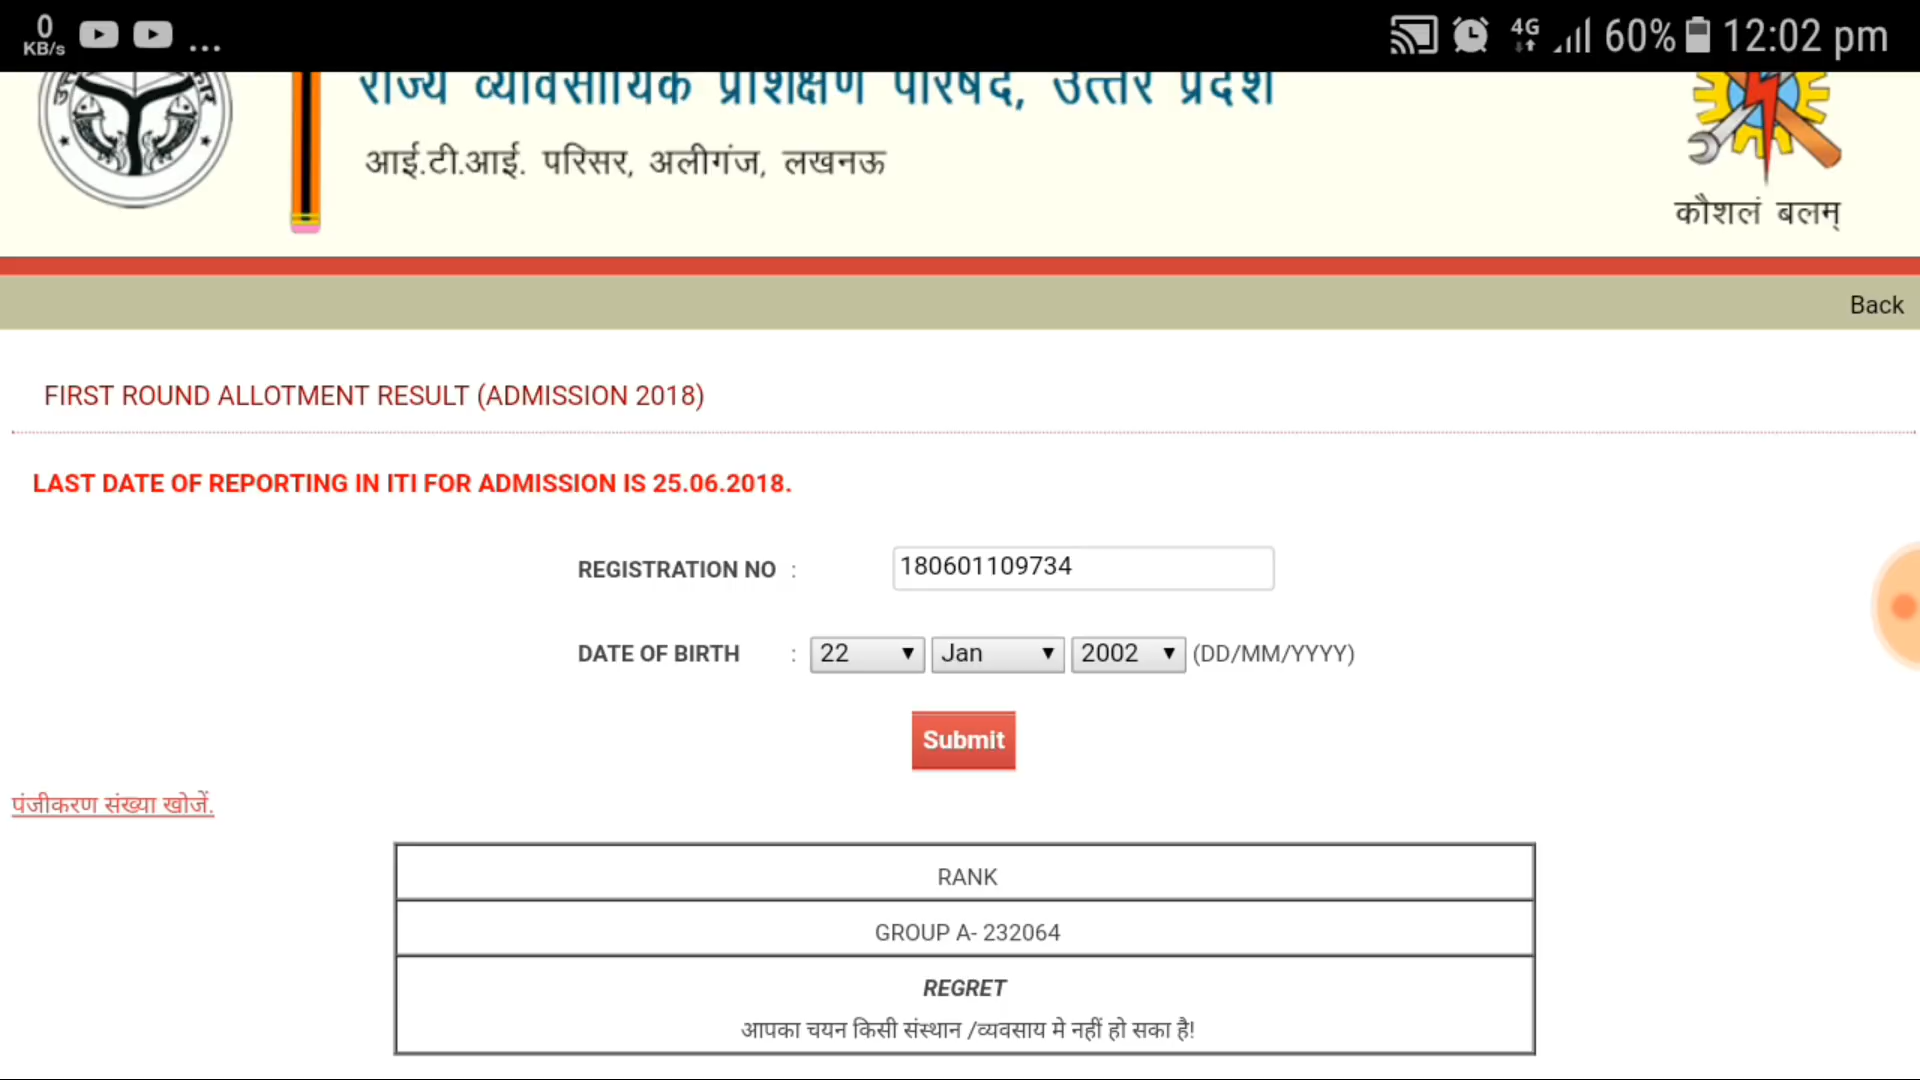 0
KB/s
...
4G
60%
12:02 pm
राज्य व्यावसायिक प्रशिक्षण परिषद, उत्तर प्रदेश
आई.टी.आई. परिसर, अलीगंज, लखनऊ
कौशलं बलम्
Back
FIRST ROUND ALLOTMENT RESULT (ADMISSION 2018)
LAST DATE OF REPORTING IN ITI FOR ADMISSION IS 25.06.2018.
REGISTRATION NO : 180601109734
DATE OF BIRTH : 22 Jan 2002 (DD/MM/YYYY)
Submit
पंजीकरण संख्या खोजें.
RANK
GROUP A- 232064
REGRET
आपका चयन किसी संस्थान /व्यवसाय मे नहीं हो सका है!